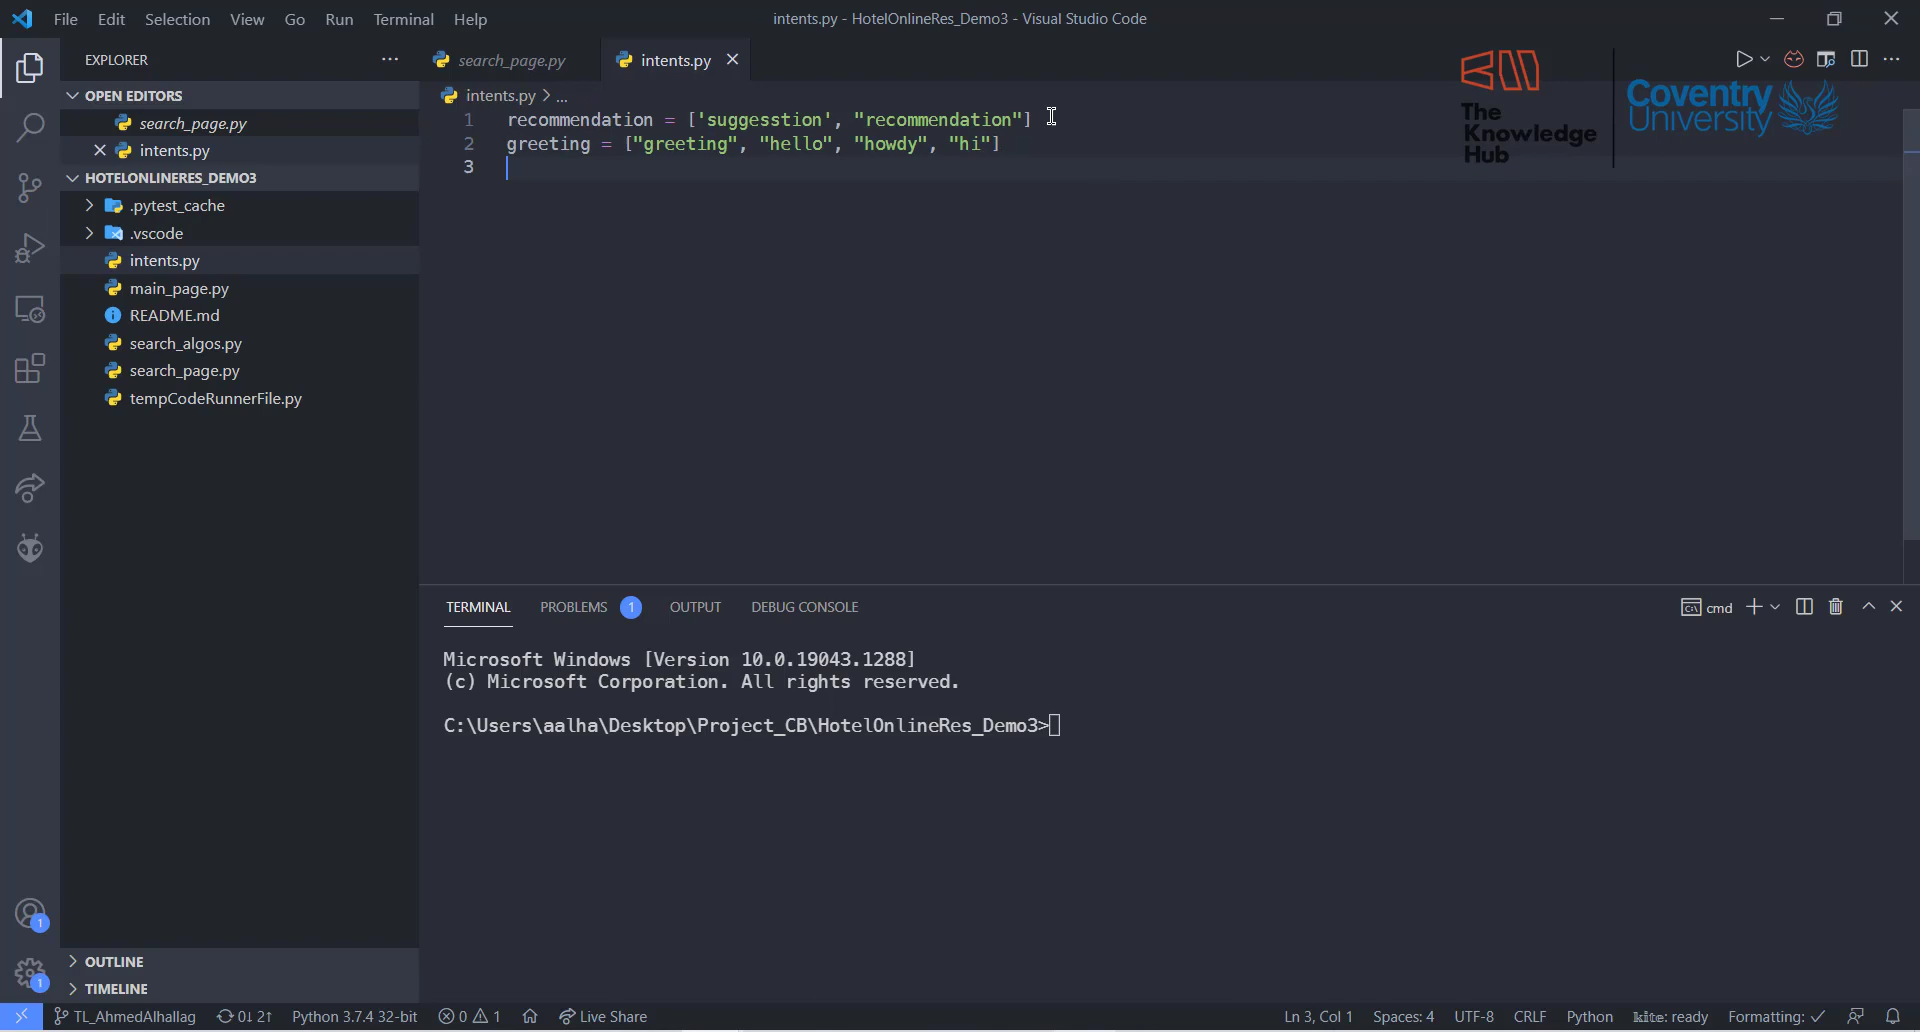 File Edit Selection View Go Run Terminal Help
intents.py - HotelOnlineRes_Demo3 - Visual Studio Code
EXPLORER
search_page.py
intents.py
OPEN EDITORS
search_page.py
intents.py
HOTELONLINERES_DEMO3
.pytest_cache
.vscode
intents.py
main_page.py
README.md
search_algos.py
search_page.py
tempCodeRunnerFile.py
OUTLINE
TIMELINE
intents.py > ...
1 recommendation = ['suggesstion', "recommendation"]
2 greeting = ["greeting", "hello", "howdy", "hi"]
3
The
Knowledge
Hub
Coventry
University
TERMINAL PROBLEMS 1 OUTPUT DEBUG CONSOLE
cmd
Microsoft Windows [Version 10.0.19043.1288]
(c) Microsoft Corporation. All rights reserved.
C:\Users\aalha\Desktop\Project_CB\HotelOnlineRes_Demo3>
1
1
TL_AhmedAlhallag 0↓ 2↑ Python 3.7.4 32-bit 0 1 Live Share
Ln 3, Col 1 Spaces: 4 UTF-8 CRLF Python kite: ready Formatting: ✓